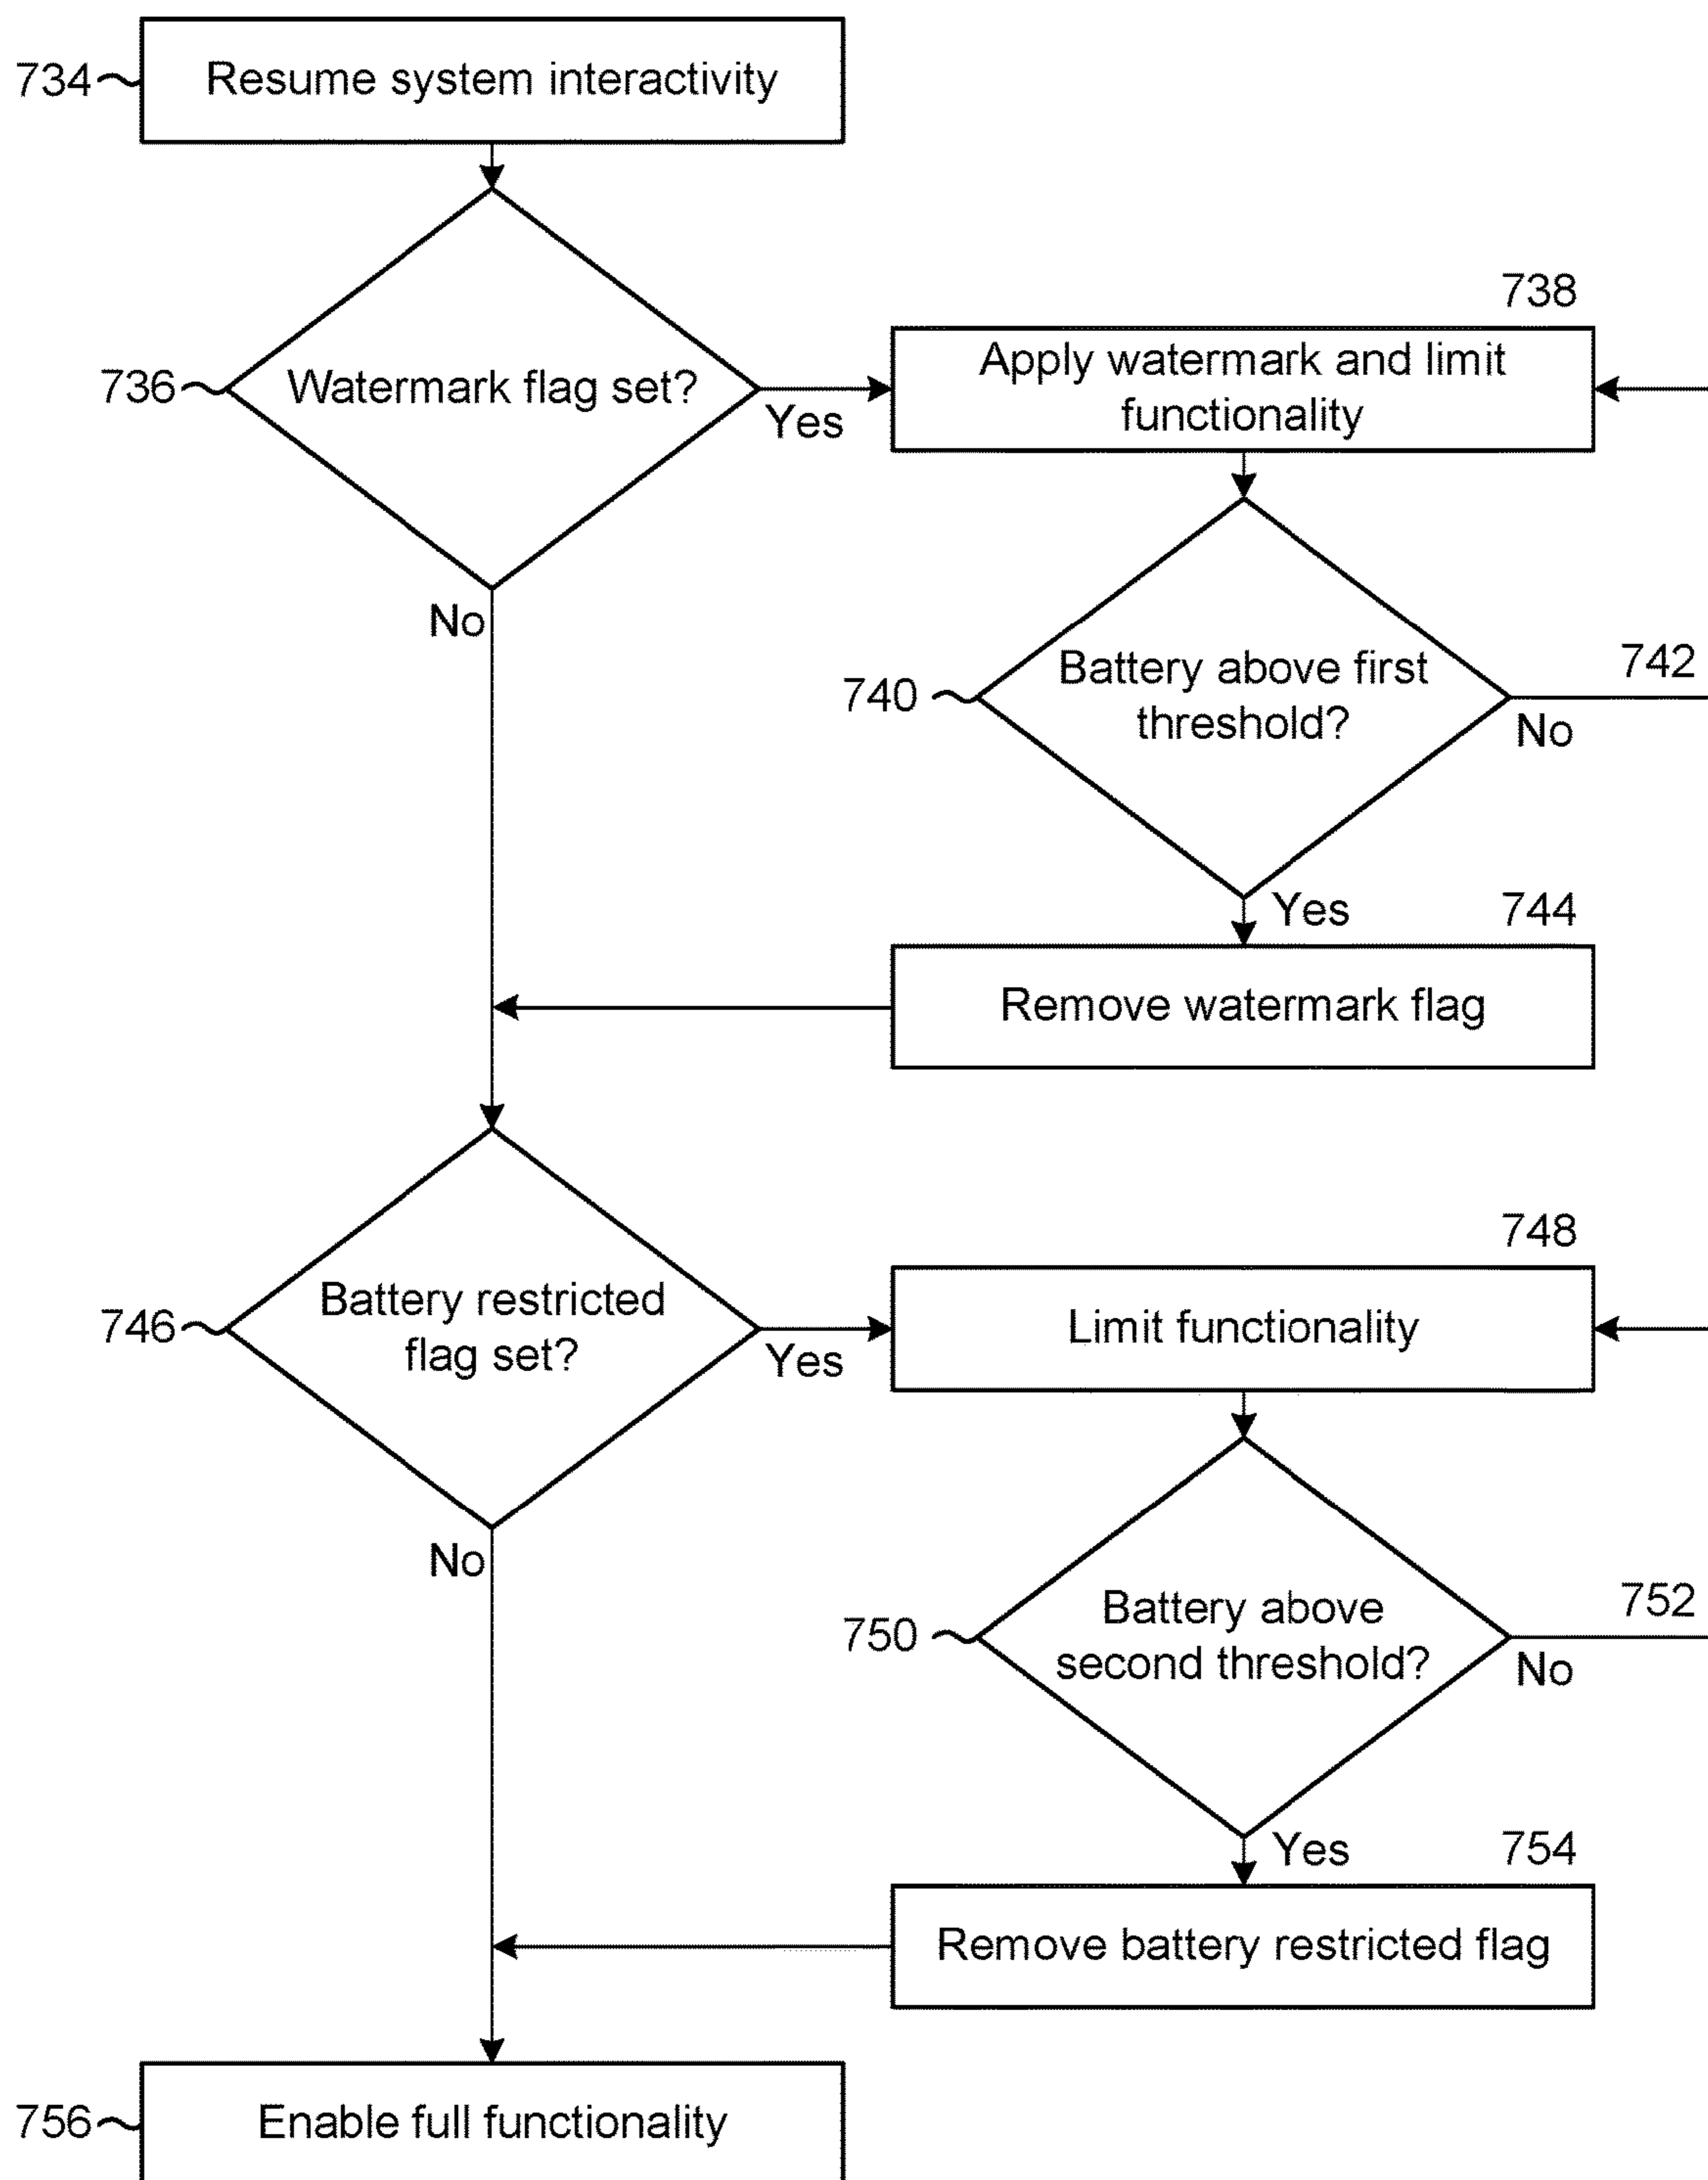 734
Resume system interactivity
736
Watermark flag set?
Yes
No
738
Apply watermark and limit
functionality
740
Battery above first
threshold?
742
No
Yes
744
Remove watermark flag
746
Battery restricted
flag set?
Yes
No
748
Limit functionality
750
Battery above
second threshold?
752
No
Yes
754
Remove battery restricted flag
756
Enable full functionality